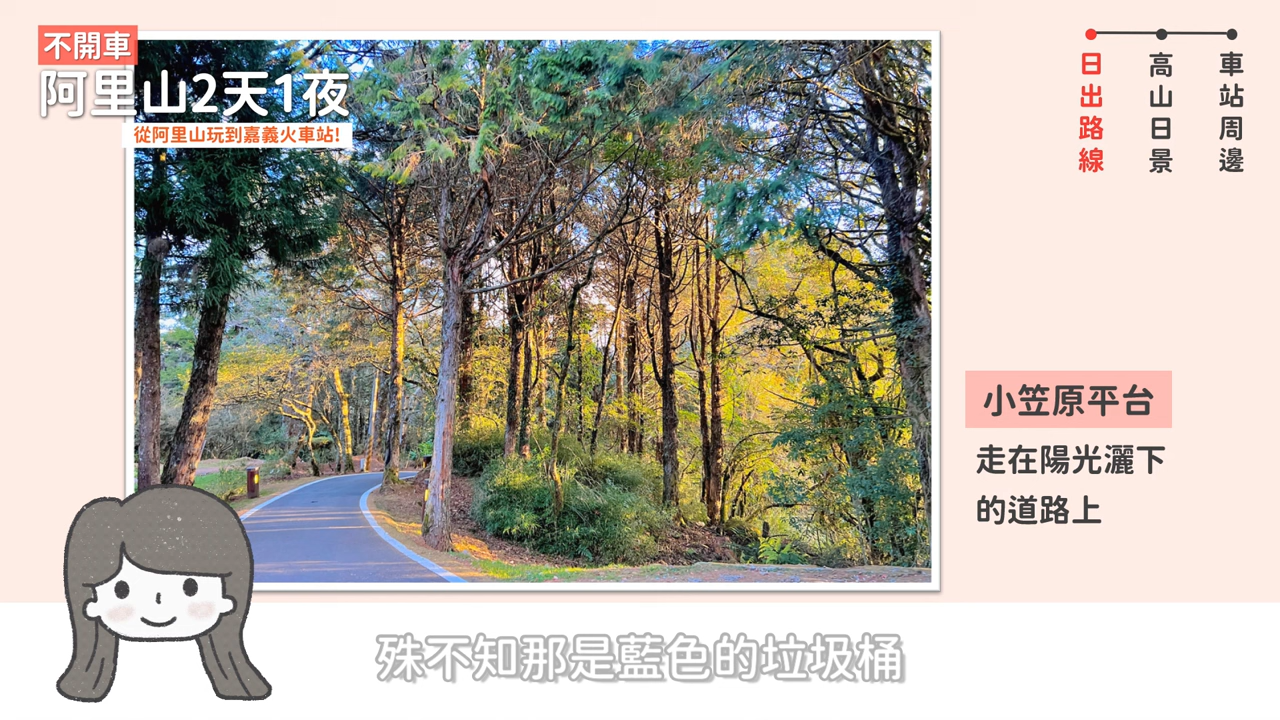 不開車
阿里山2天1夜
從阿里山玩到嘉義火車站!
日出路線
高山日景
車站周邊
小笠原平台
走在陽光灑下
的道路上
殊不知那是藍色的垃圾桶